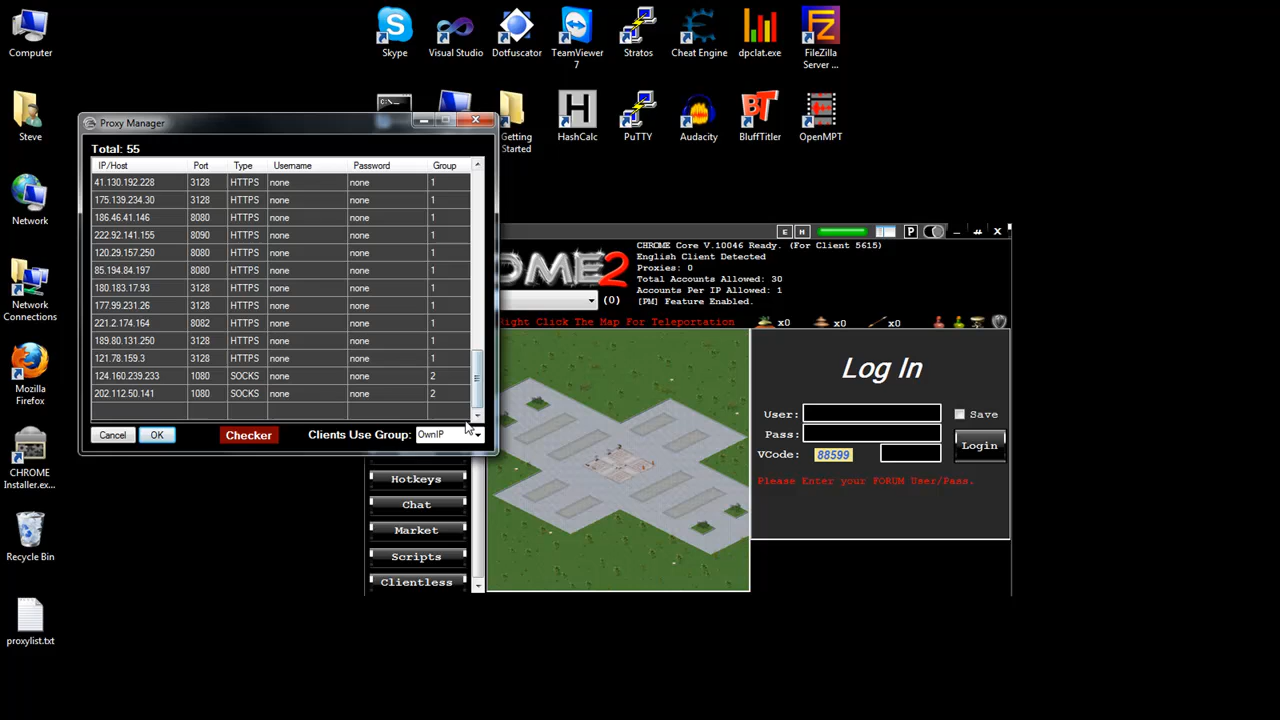 Computer
Skype
Visual Studio
Dotfuscator
TeamViewer 7
Stratos
Cheat Engine
dpclat.exe
FileZilla Server ...
Steve
C:\_
Getting Started
H
HashCalc
PuTTY
Audacity
BT
BluffTitler
OpenMPT
Network
Network Connections
Mozilla Firefox
CHROME Installer.ex...
Recycle Bin
proxylist.txt
Proxy Manager
Total: 55
IP/Host Port Type Username Password Group
41.130.192.228 3128 HTTPS none none 1
175.139.234.30 3128 HTTPS none none 1
186.46.41.146 8080 HTTPS none none 1
222.92.141.155 8090 HTTPS none none 1
120.29.157.250 8080 HTTPS none none 1
85.194.84.197 8080 HTTPS none none 1
180.183.17.93 3128 HTTPS none none 1
177.99.231.26 3128 HTTPS none none 1
221.2.174.164 8082 HTTPS none none 1
189.80.131.250 3128 HTTPS none none 1
121.78.159.3 3128 HTTPS none none 1
124.160.239.233 1080 SOCKS none none 2
202.112.50.141 1080 SOCKS none none 2
Cancel OK Checker Clients Use Group: OwnIP
E M P
OME2
(0)
CHROME Core V.10046 Ready. (For Client 5615)
English Client Detected
Proxies: 0
Total Accounts Allowed: 30
Accounts Per IP Allowed: 1
[PM] Feature Enabled.
Right Click The Map For Teleportation
x0 x0 x0
Hotkeys
Chat
Market
Scripts
Clientless
Log In
User: Save
Pass:
VCode: 88599
Login
Please Enter your FORUM User/Pass.